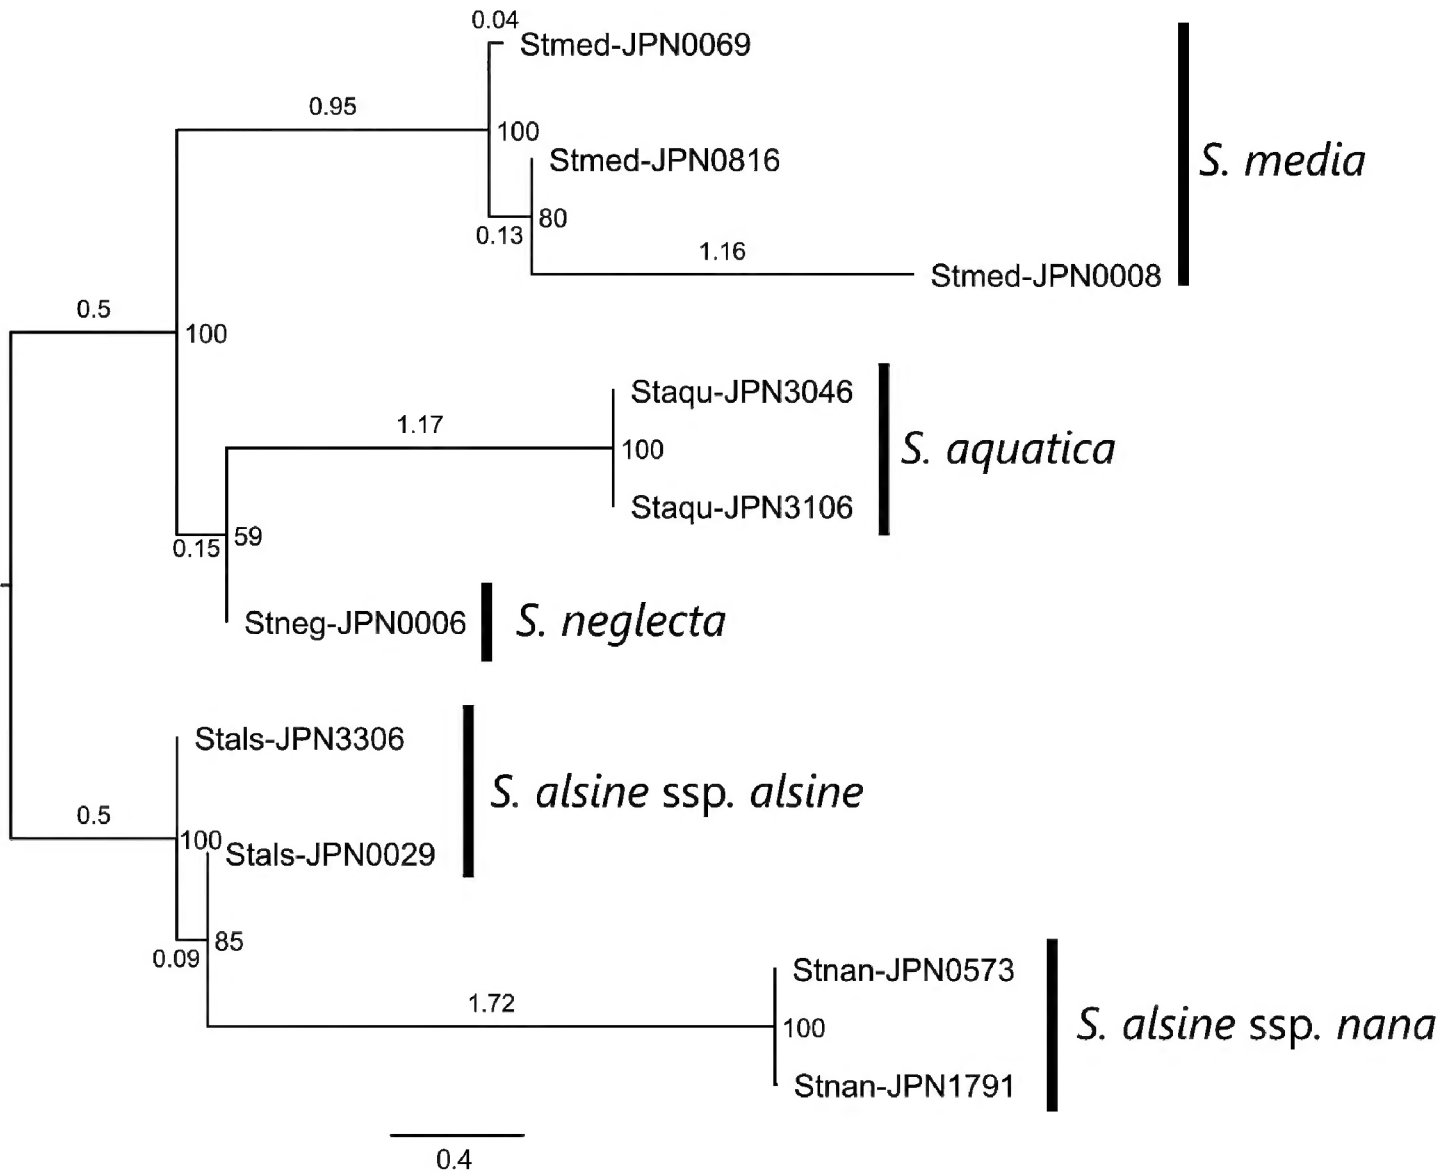 0.04
Stmed-JPN0069
0.95
100
Stmed-JPN0816
S. media
80
0.13
1.16
Stmed-JPN0008
0.5
100
Staqu-JPN3046
1.17
100
S. aquatica
Staqu-JPN3106
59
0.15
Stneg-JPN0006
S. neglecta
Stals-JPN3306
S. alsine ssp. alsine
0.5
100
Stals-JPN0029
85
0.09
Stnan-JPN0573
1.72
100
S. alsine ssp. nana
Stnan-JPN1791
0.4